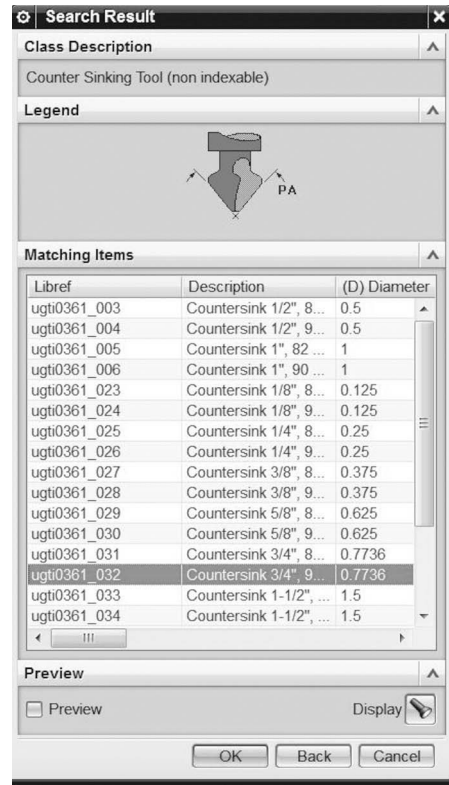 Search Result
Class Description
Counter Sinking Tool (non indexable)
Legend
PA
Matching Items
Libref Description (D) Diameter
ugti0361_003 Countersink 1/2", 8... 0.5
ugti0361_004 Countersink 1/2", 9... 0.5
ugti0361_005 Countersink 1", 82 ... 1
ugti0361_006 Countersink 1", 90 ... 1
ugti0361_023 Countersink 1/8", 8... 0.125
ugti0361_024 Countersink 1/8", 9... 0.125
ugti0361_025 Countersink 1/4", 8... 0.25
ugti0361_026 Countersink 1/4", 9... 0.25
ugti0361_027 Countersink 3/8", 8... 0.375
ugti0361_028 Countersink 3/8", 9... 0.375
ugti0361_029 Countersink 5/8", 8... 0.625
ugti0361_030 Countersink 5/8", 9... 0.625
ugti0361_031 Countersink 3/4", 8... 0.7736
ugti0361_032 Countersink 3/4", 9... 0.7736
ugti0361_033 Countersink 1-1/2", ... 1.5
ugti0361_034 Countersink 1-1/2", ... 1.5
Preview
Preview Display
OK Back Cancel